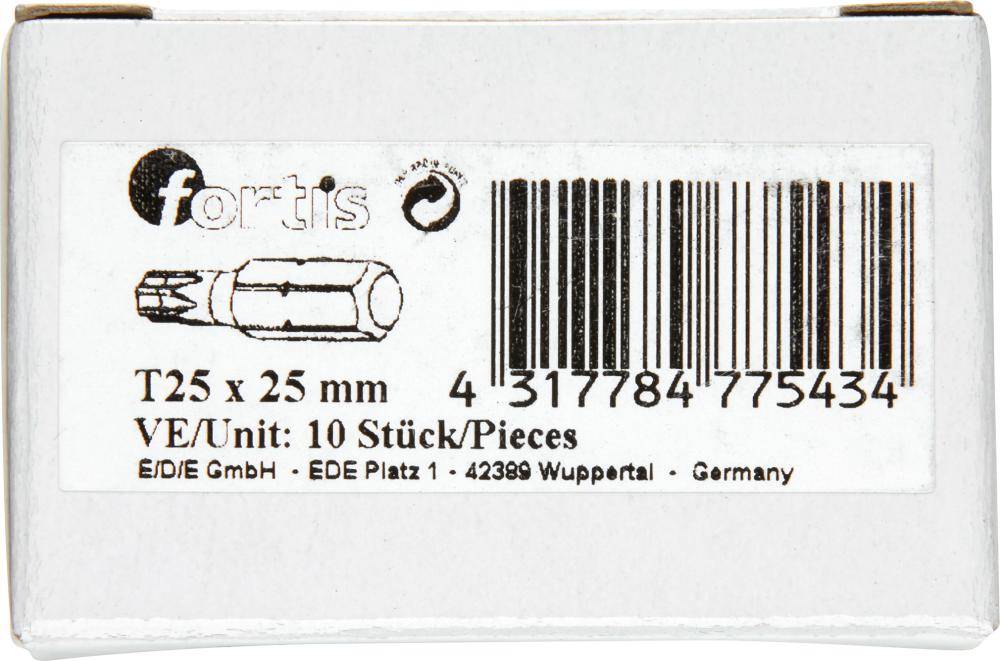 fortis
T25 x 25 mm
4 317784 775434
VE/Unit: 10 Stück/Pieces
E/D/E GmbH - EDE Platz 1 - 42389 Wuppertal - Germany